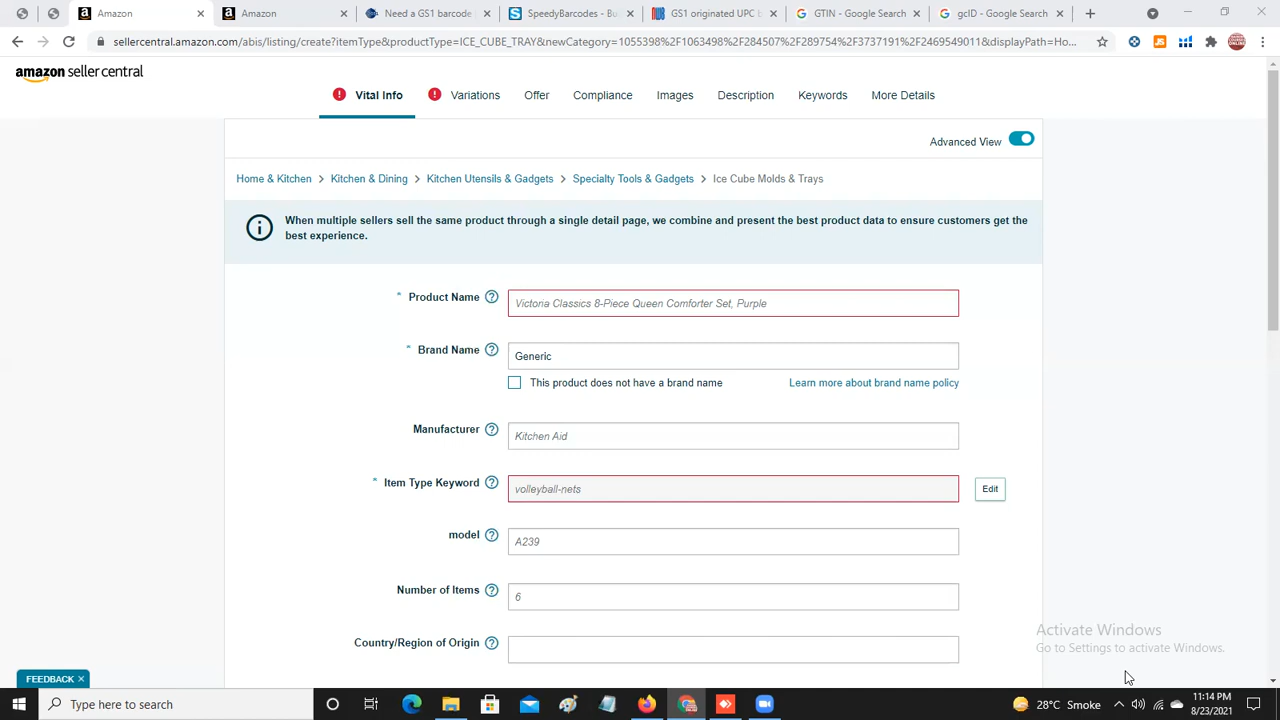 Amazon
Amazon
Need a GS1 barcode
SpeedyBarcodes - Bu
GS1 originated UPC b
GTIN - Google Search
gcID - Google Search
sellercentral.amazon.com/abis/listing/create?itemType&productType=ICE_CUBE_TRAY&newCategory=1055398%2F1063498%2F284507%2F289754%2F3737191%2F2469549011&displayPath=Ho...
amazon seller central
Vital Info
Variations
Offer
Compliance
Images
Description
Keywords
More Details
Advanced View
Home & Kitchen > Kitchen & Dining > Kitchen Utensils & Gadgets > Specialty Tools & Gadgets > Ice Cube Molds & Trays
When multiple sellers sell the same product through a single detail page, we combine and present the best product data to ensure customers get the
best experience.
* Product Name ? Victoria Classics 8-Piece Queen Comforter Set, Purple
* Brand Name ? Generic
This product does not have a brand name
Learn more about brand name policy
Manufacturer ? Kitchen Aid
* Item Type Keyword ? volleyball-nets Edit
model ? A239
Number of Items ? 6
Country/Region of Origin ?
Activate Windows
Go to Settings to activate Windows.
FEEDBACK ×
Type here to search
28°C Smoke
11:14 PM
8/23/2021